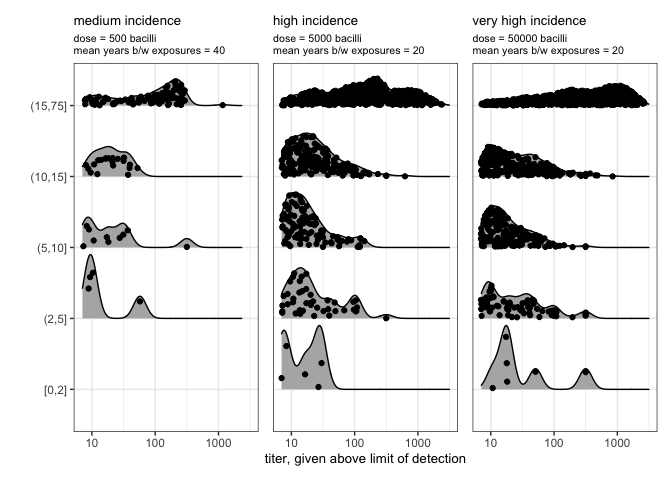 medium incidence
dose = 500 bacilli
mean years b/w exposures = 40
high incidence
dose = 5000 bacilli
mean years b/w exposures = 20
very high incidence
dose = 50000 bacilli
mean years b/w exposures = 20
(15,75]
(10,15]
(5,10]
(2,5]
[0,2]
10 100 1000
10 100 1000
10 100 1000
titer, given above limit of detection